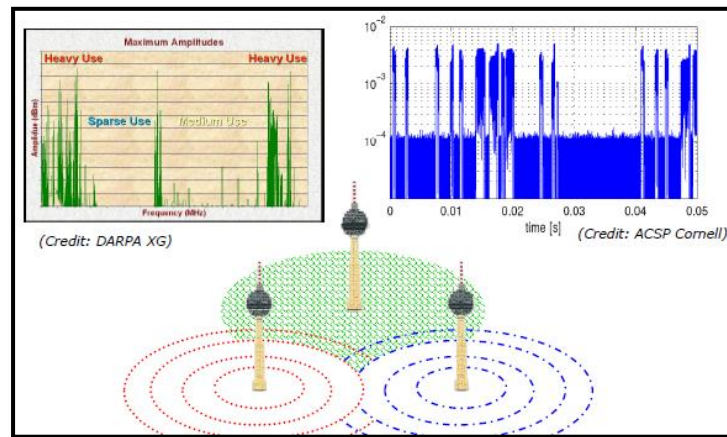 Maximum Amplitudes
Heavy Use
Heavy Use
Sparse Use
Medium Use
Amplidue (dBm)
Frequency (MHz)
(Credit: DARPA XG)
10^-2
10^-3
10^-4
0
0.01
0.02
0.03
0.04
0.05
time [s]
(Credit: ACSP Cornell)